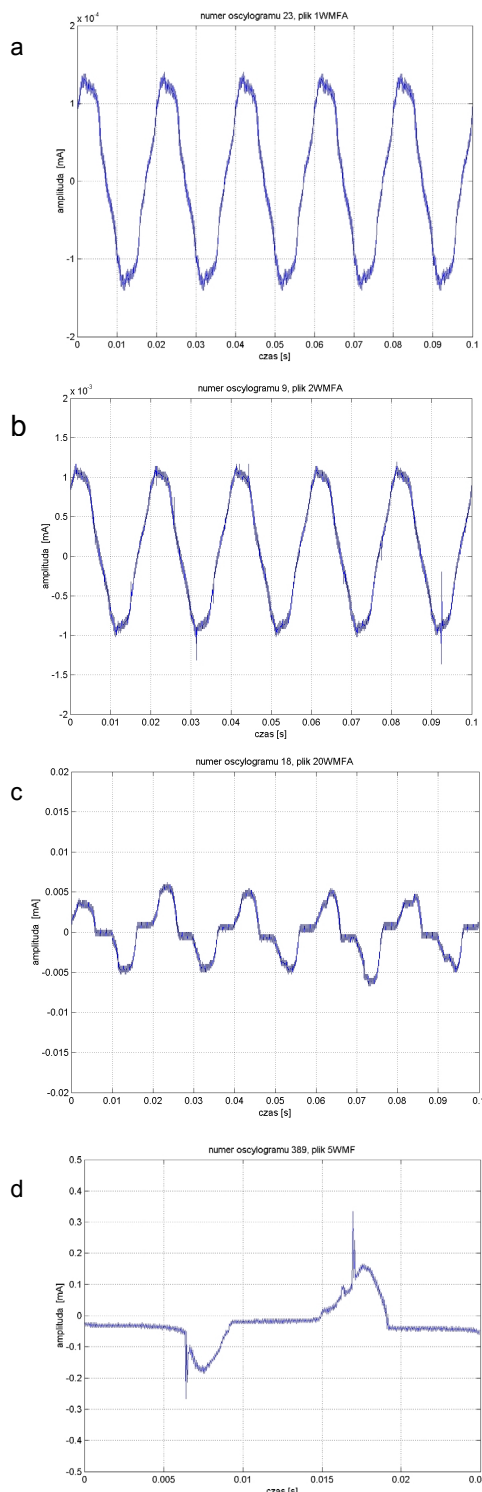 a
numer oscylogramu 23, plik 1WMFA
x 10⁴
2
1
0
-1
-2
amplituda [mA]
0 0.01 0.02 0.03 0.04 0.05 0.06 0.07 0.08 0.09 0.1
czas [s]
b
numer oscylogramu 9, plik 2WMFA
x 10⁻³
2
1.5
1
0.5
0
-0.5
-1
-1.5
-2
amplituda [mA]
0 0.01 0.02 0.03 0.04 0.05 0.06 0.07 0.08 0.09 0.1
czas [s]
c
numer oscylogramu 18, plik 20WMFA
0.02
0.015
0.01
0.005
0
-0.005
-0.01
-0.015
-0.02
amplituda [mA]
0 0.01 0.02 0.03 0.04 0.05 0.06 0.07 0.08 0.09 0.1
czas [s]
d
numer oscylogramu 389, plik 5WMF
0.5
0.4
0.3
0.2
0.1
0
-0.1
-0.2
-0.3
-0.4
-0.5
amplituda [mA]
0 0.005 0.01 0.015 0.02 0.0
czas [s]